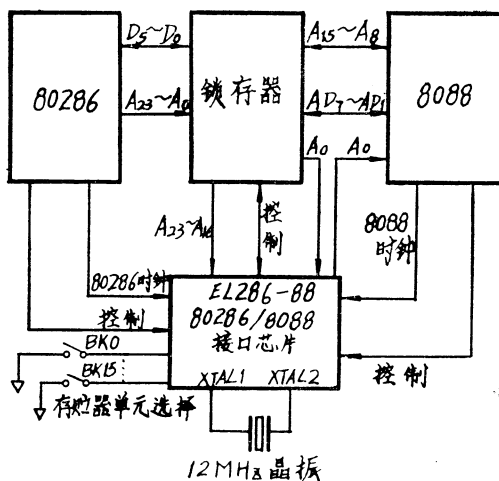 D5~D0
A15~A8
80286
锁存器
8088
A23~A0
AD7~AD1
A0
A0
A23~A16
控制
8088
时钟
80286时钟
EL286-88
80286/8088
接口芯片
控制
BK0
BK15
XTAL1 XTAL2
控制
存贮器单元选择
12MHz晶振